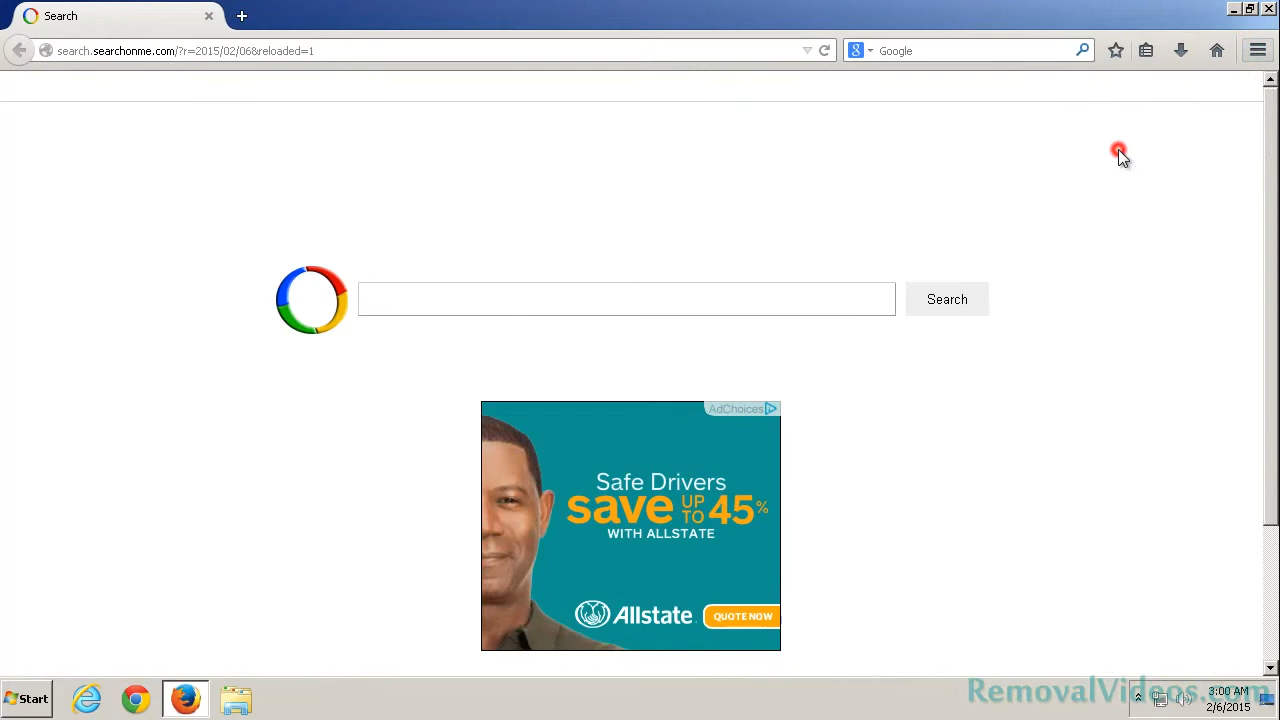 Search
search.searchonme.com/?r=2015/02/06&reloaded=1
Google
Search
AdChoices
Safe Drivers
save UP TO 45%
WITH ALLSTATE
Allstate.
QUOTE NOW
Start
RemovalVideos.com
3:00 AM
2/6/2015